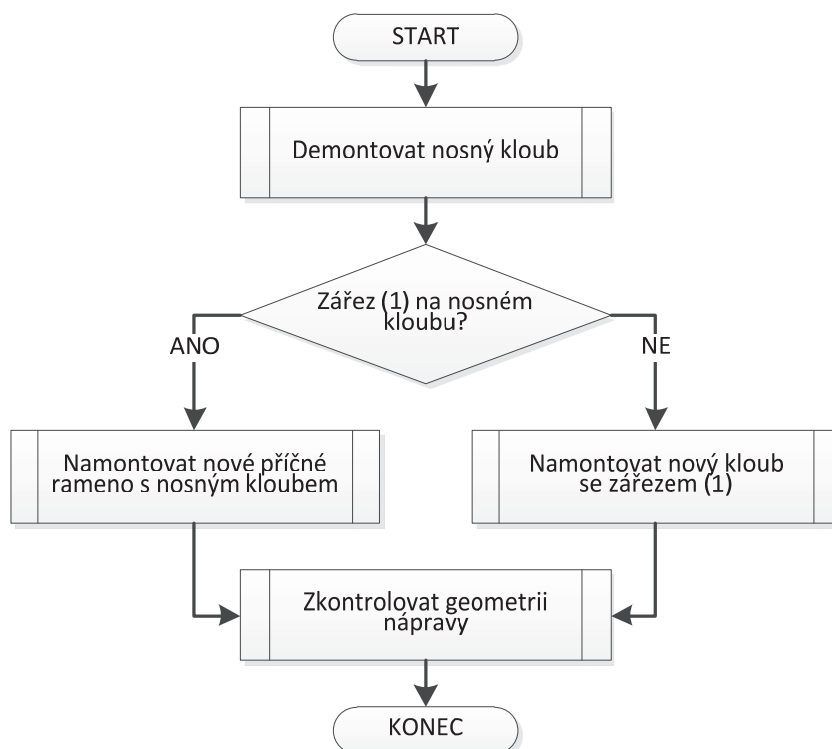 START
Demontovat nosný kloub
Zářez (1) na nosném
kloubu?
ANO
NE
Namontovat nové příčné
rameno s nosným kloubem
Namontovat nový kloub
se zářezem (1)
Zkontrolovat geometrii
nápravy
KONEC